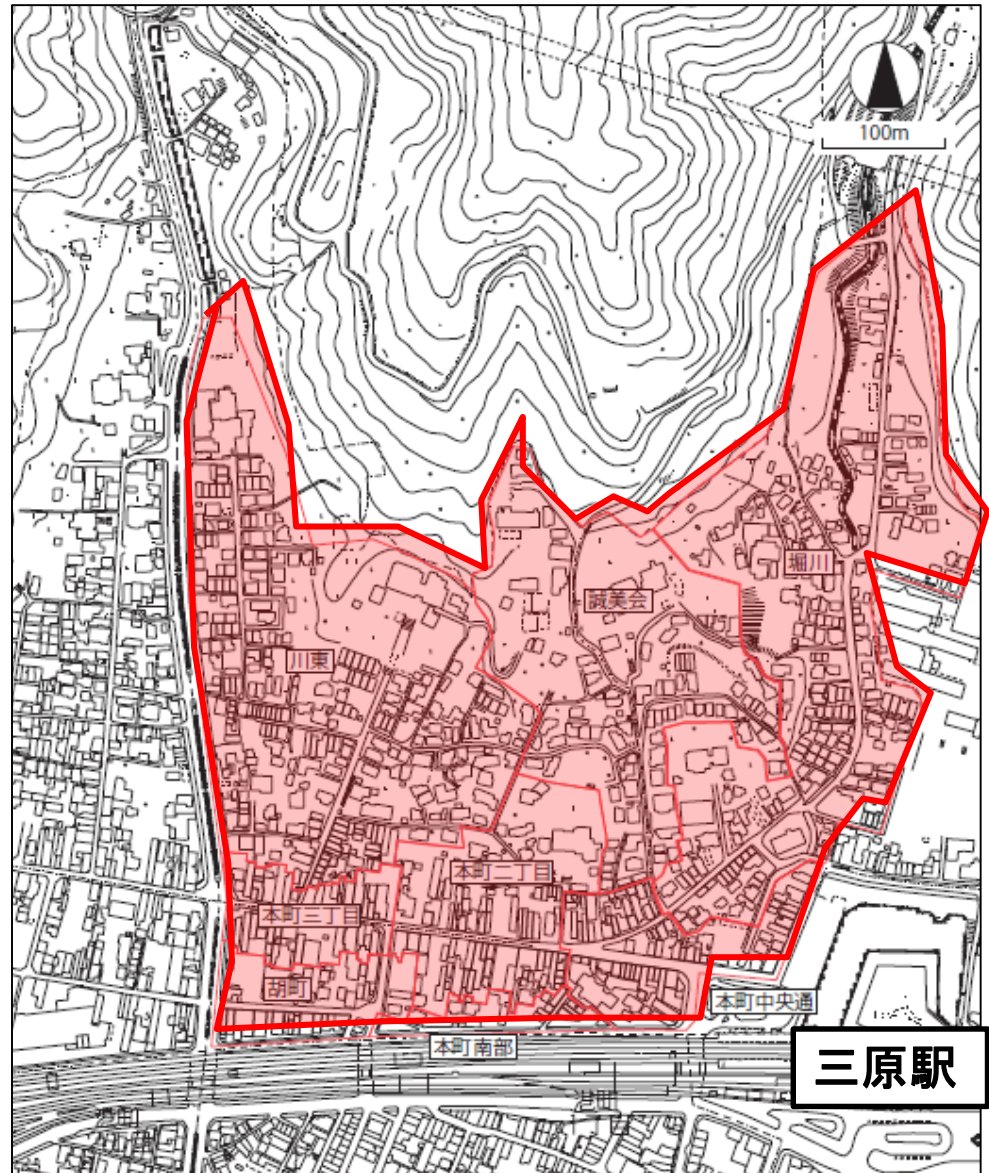 100m
堀川
誠美会
川東
本町二丁目
本町三丁目
胡町
本町中央通
本町南部
三原駅